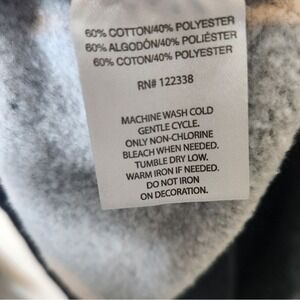 60% COTTON/40% POLYESTER
60% ALGODÓN/40% POLIÉSTER
60% COTON/40% POLYESTER
RN# 122338
MACHINE WASH COLD
GENTLE CYCLE.
ONLY NON-CHLORINE
BLEACH WHEN NEEDED.
TUMBLE DRY LOW.
WARM IRON IF NEEDED.
DO NOT IRON
ON DECORATION.